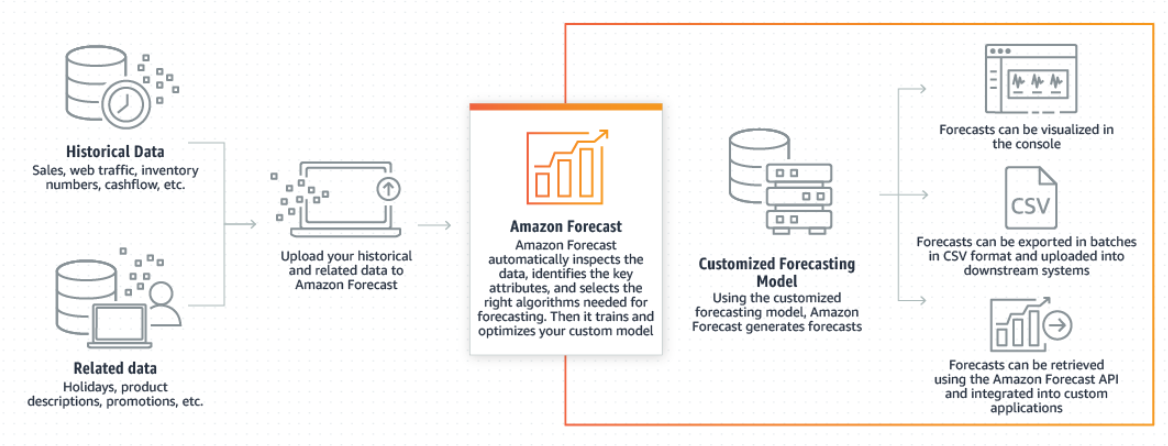 Historical Data
Sales, web traffic, inventory
numbers, cashflow, etc.
Related data
Holidays, product
descriptions, promotions, etc.
Upload your historical
and related data to
Amazon Forecast
Amazon Forecast
Amazon Forecast
automatically inspects the
data, identifies the key
attributes, and selects the
right algorithms needed for
forecasting. Then it trains and
optimizes your custom model
Customized Forecasting
Model
Using the customized
forecasting model, Amazon
Forecast generates forecasts
Forecasts can be visualized in
the console
CSV
Forecasts can be exported in batches
in CSV format and uploaded into
downstream systems
Forecasts can be retrieved
using the Amazon Forecast API
and integrated into custom
applications